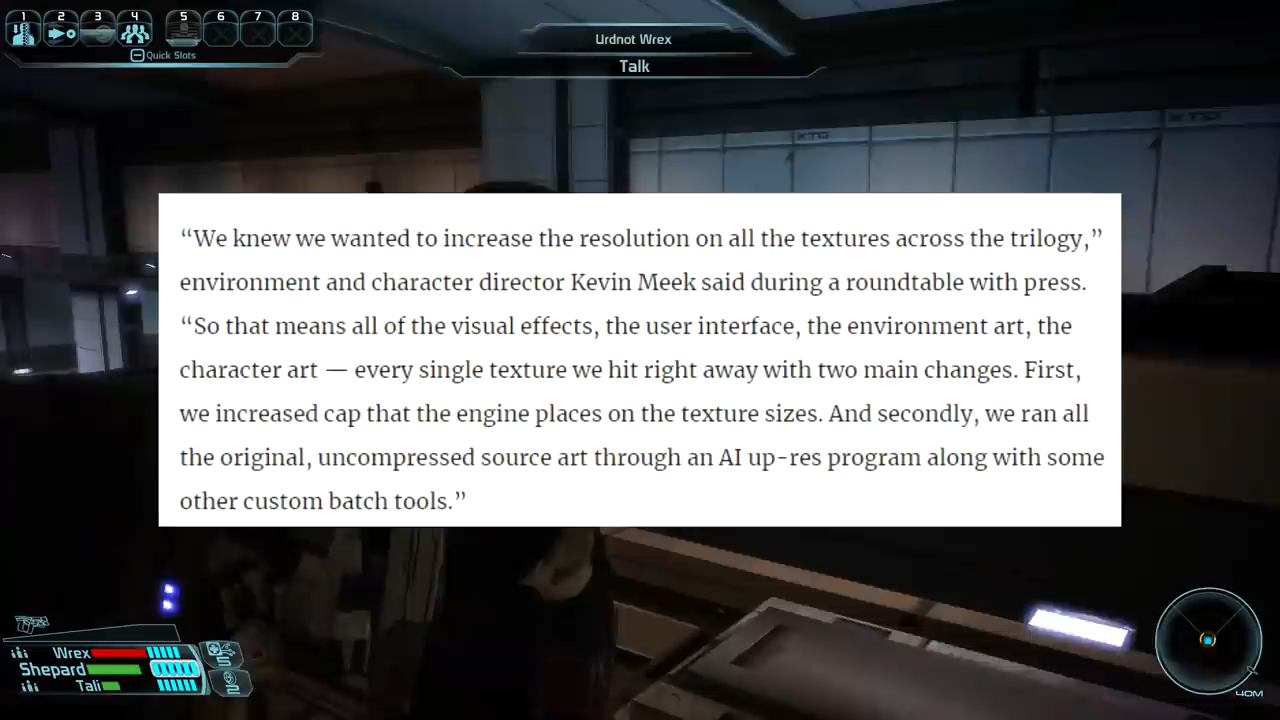 1 2 3 4 5 6 7 8
Quick Slots
Urdnot Wrex
Talk
“We knew we wanted to increase the resolution on all the textures across the trilogy,”
environment and character director Kevin Meek said during a roundtable with press.
“So that means all of the visual effects, the user interface, the environment art, the
character art — every single texture we hit right away with two main changes. First,
we increased cap that the engine places on the texture sizes. And secondly, we ran all
the original, uncompressed source art through an AI up-res program along with some
other custom batch tools.”
Wrex
Shepard
Tali
5
2
40M